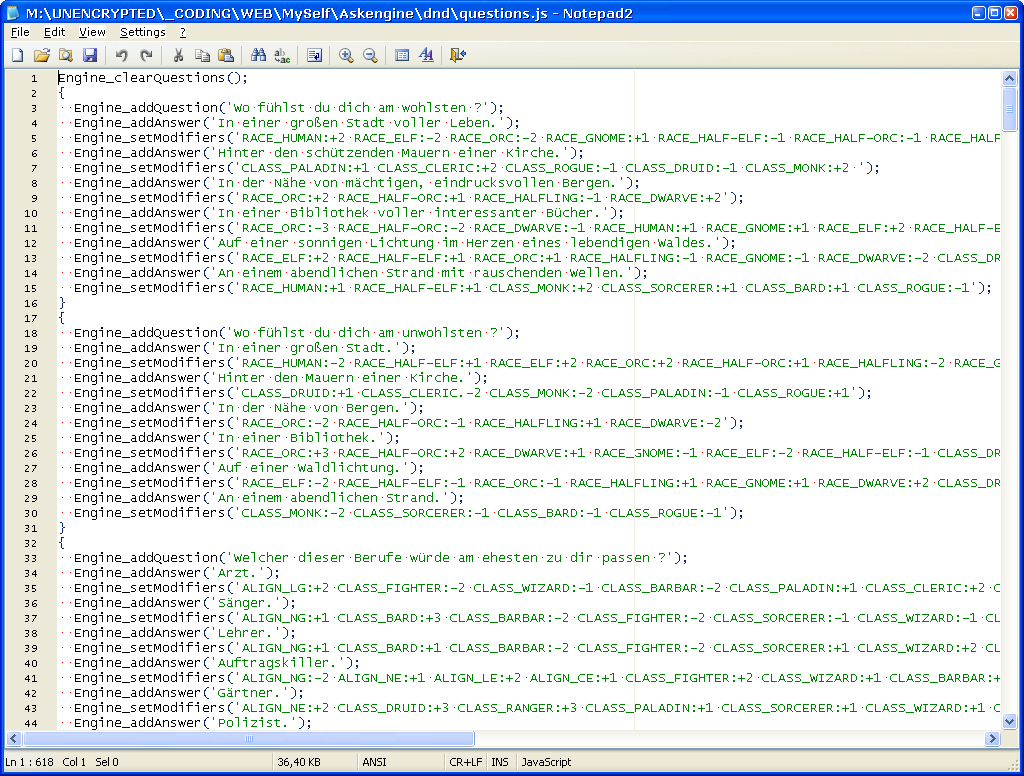 M:\UNENCRYPTED\_CODING\WEB\MySelf\Askengine\dnd\questions.js - Notepad2
File Edit View Settings ?
1 Engine_clearQuestions();
2 {
3 Engine_addQuestion('Wo fühlst du dich am wohlsten ?');
4 Engine_addAnswer('In einer großen Stadt voller Leben.');
5 Engine_setModifiers('RACE_HUMAN:+2 RACE_ELF:-2 RACE_ORC:-2 RACE_GNOME:+1 RACE_HALF-ELF:-1 RACE_HALF-ORC:-1 RACE_HALF
6 Engine_addAnswer('Hinter den schützenden Mauern einer Kirche.');
7 Engine_setModifiers('CLASS_PALADIN:+1 CLASS_CLERIC:+2 CLASS_ROGUE:-1 CLASS_DRUID:-1 CLASS_MONK:+2 ');
8 Engine_addAnswer('In der Nähe von mächtigen, eindrucksvollen Bergen.');
9 Engine_setModifiers('RACE_ORC:+2 RACE_HALF-ORC:+1 RACE_HALFLING:-1 RACE_DWARVE:+2');
10 Engine_addAnswer('In einer Bibliothek voller interessanter Bücher.');
11 Engine_setModifiers('RACE_ORC:-3 RACE_HALF-ORC:-2 RACE_DWARVE:-1 RACE_HUMAN:+1 RACE_GNOME:+1 RACE_ELF:+2 RACE_HALF-E
12 Engine_addAnswer('Auf einer sonnigen Lichtung im Herzen eines lebendigen Waldes.');
13 Engine_setModifiers('RACE_ELF:+2 RACE_HALF-ELF:+1 RACE_ORC:+1 RACE_HALFLING:-1 RACE_GNOME:-1 RACE_DWARVE:-2 CLASS_DR
14 Engine_addAnswer('An einem abendlichen Strand mit rauschenden Wellen.');
15 Engine_setModifiers('RACE_HUMAN:+1 RACE_HALF-ELF:+1 CLASS_MONK:+2 CLASS_SORCERER:+1 CLASS_BARD:+1 CLASS_ROGUE:-1');
16 }
17 {
18 Engine_addQuestion('Wo fühlst du dich am unwohlsten ?');
19 Engine_addAnswer('In einer großen Stadt.');
20 Engine_setModifiers('RACE_HUMAN:-2 RACE_HALF-ELF:+1 RACE_ELF:+2 RACE_ORC:+2 RACE_HALF-ORC:+1 RACE_HALFLING:-2 RACE_G
21 Engine_addAnswer('Hinter den Mauern einer Kirche.');
22 Engine_setModifiers('CLASS_DRUID:+1 CLASS_CLERIC.-2 CLASS_MONK:-2 CLASS_PALADIN:-1 CLASS_ROGUE:+1');
23 Engine_addAnswer('In der Nähe von Bergen.');
24 Engine_setModifiers('RACE_ORC:-2 RACE_HALF-ORC:-1 RACE_HALFLING:+1 RACE_DWARVE:-2');
25 Engine_addAnswer('In einer Bibliothek.');
26 Engine_setModifiers('RACE_ORC:+3 RACE_HALF-ORC:+2 RACE_DWARVE:+1 RACE_GNOME:-1 RACE_ELF:-2 RACE_HALF-ELF:-1 CLASS_DR
27 Engine_addAnswer('Auf einer Waldlichtung.');
28 Engine_setModifiers('RACE_ELF:-2 RACE_HALF-ELF:-1 RACE_ORC:-1 RACE_HALFLING:+1 RACE_GNOME:+1 RACE_DWARVE:+2 CLASS_DR
29 Engine_addAnswer('An einem abendlichen Strand.');
30 Engine_setModifiers('CLASS_MONK:-2 CLASS_SORCERER:-1 CLASS_BARD:-1 CLASS_ROGUE:-1');
31 }
32 {
33 Engine_addQuestion('Welcher dieser Berufe würde am ehesten zu dir passen ?');
34 Engine_addAnswer('Arzt.');
35 Engine_setModifiers('ALIGN_LG:+2 CLASS_FIGHTER:-2 CLASS_WIZARD:-1 CLASS_BARBAR:-2 CLASS_PALADIN:+1 CLASS_CLERIC:+2 C
36 Engine_addAnswer('Sänger.');
37 Engine_setModifiers('ALIGN_NG:+1 CLASS_BARD:+3 CLASS_BARBAR:-2 CLASS_FIGHTER:-2 CLASS_SORCERER:-1 CLASS_WIZARD:-1 CL
38 Engine_addAnswer('Lehrer.');
39 Engine_setModifiers('ALIGN_NG:+1 CLASS_BARD:+1 CLASS_BARBAR:-2 CLASS_FIGHTER:-2 CLASS_SORCERER:+1 CLASS_WIZARD:+2 CL
40 Engine_addAnswer('Auftragskiller.');
41 Engine_setModifiers('ALIGN_NG:-2 ALIGN_NE:+1 ALIGN_LE:+2 ALIGN_CE:+1 CLASS_FIGHTER:+2 CLASS_WIZARD:+1 CLASS_BARBAR:+
42 Engine_addAnswer('Gärtner.');
43 Engine_setModifiers('ALIGN_NE:+2 CLASS_DRUID:+3 CLASS_RANGER:+3 CLASS_PALADIN:+1 CLASS_SORCERER:+1 CLASS_WIZARD:+1 C
44 Engine_addAnswer('Polizist.');
Ln 1 : 618 Col 1 Sel 0 36,40 KB ANSI CR+LF INS JavaScript